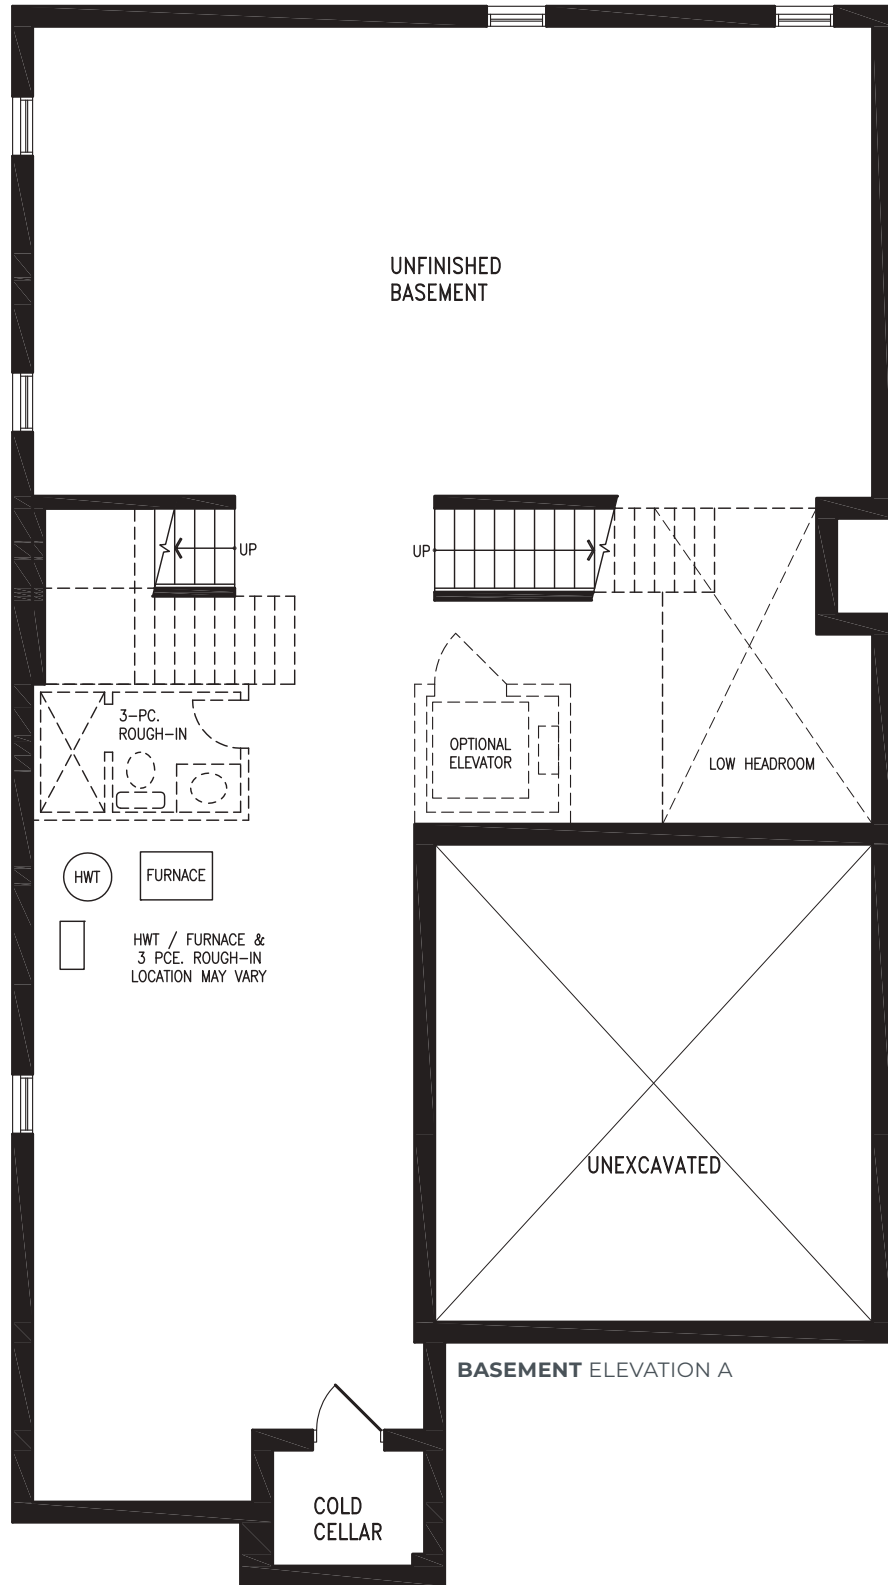 UNFINISHED
BASEMENT
UP
UP
3-PC.
ROUGH-IN
OPTIONAL
ELEVATOR
LOW HEADROOM
HWT
FURNACE
HWT / FURNACE &
3 PCE. ROUGH-IN
LOCATION MAY VARY
UNEXCAVATED
BASEMENT ELEVATION A
COLD
CELLAR